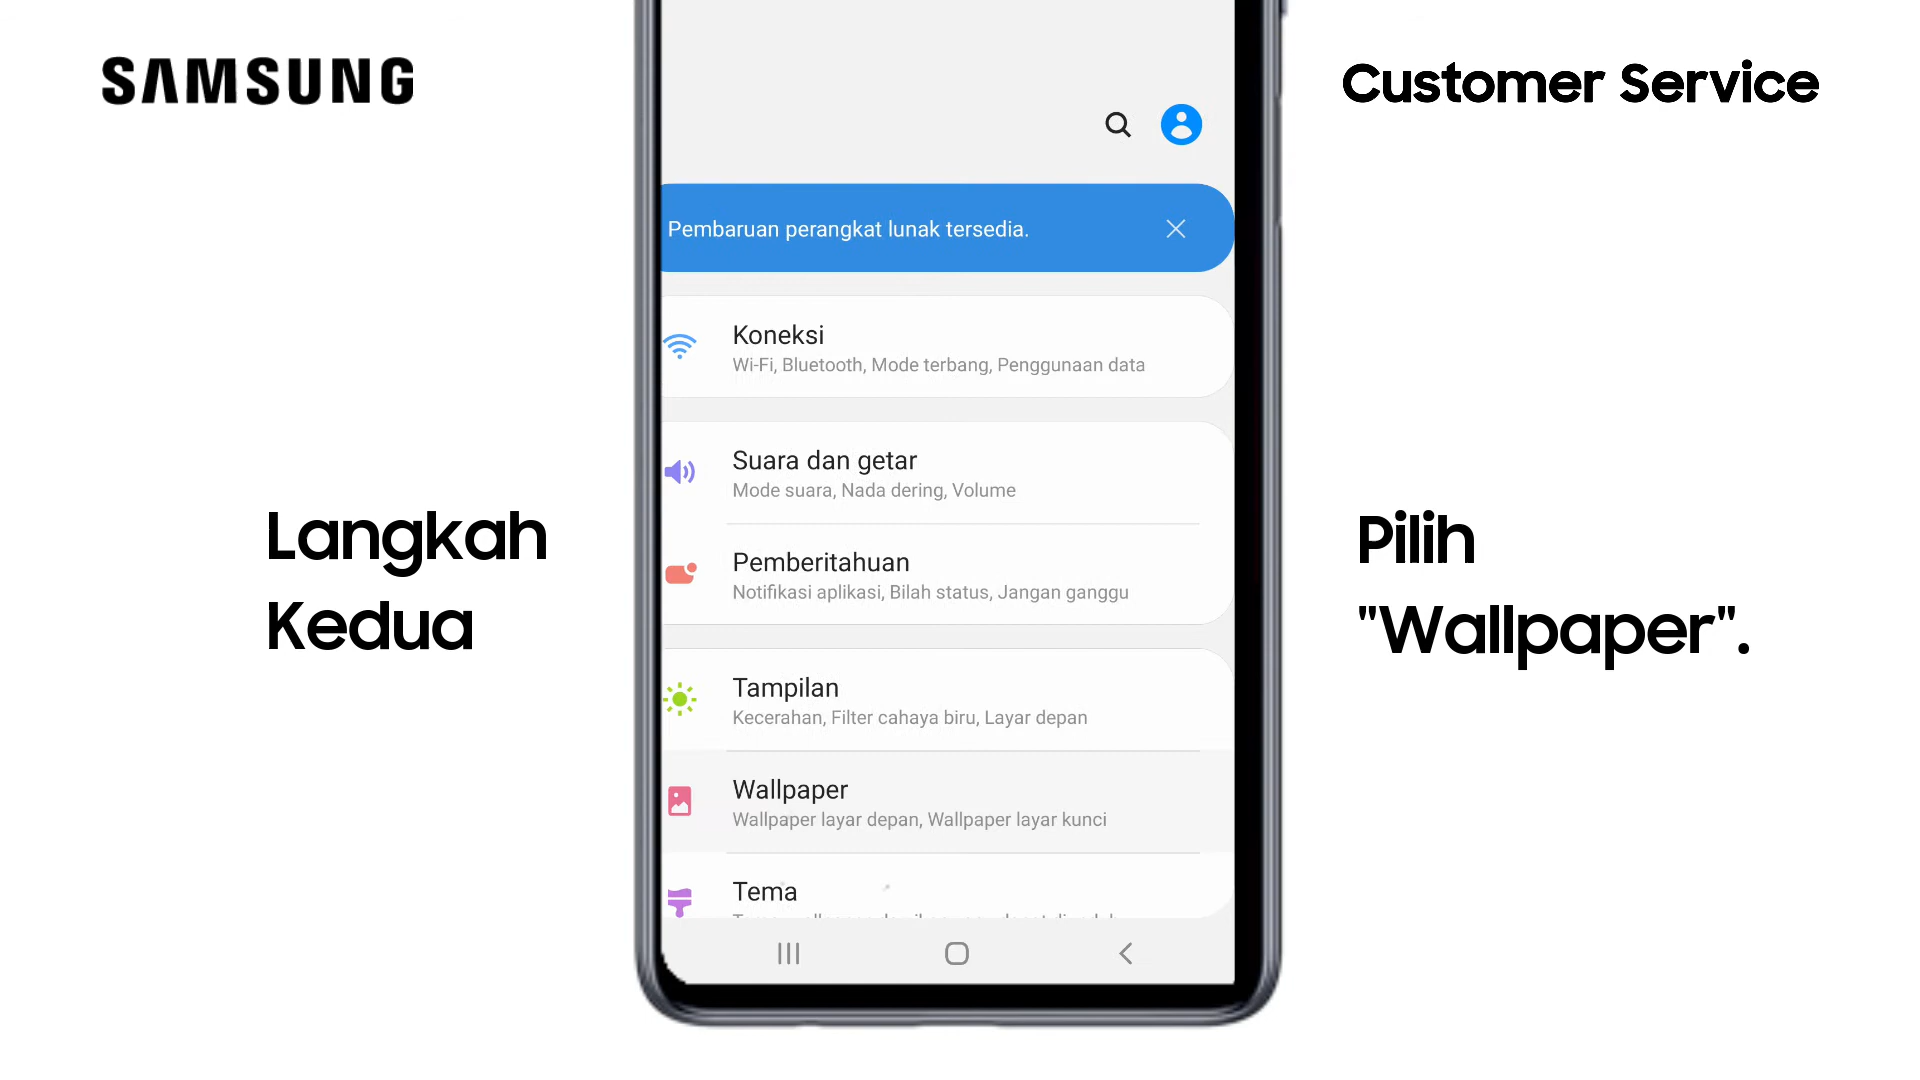 SAMSUNG
Customer Service
Pembaruan perangkat lunak tersedia.
Koneksi
Wi-Fi, Bluetooth, Mode terbang, Penggunaan data
Suara dan getar
Mode suara, Nada dering, Volume
Pemberitahuan
Notifikasi aplikasi, Bilah status, Jangan ganggu
Tampilan
Kecerahan, Filter cahaya biru, Layar depan
Wallpaper
Wallpaper layar depan, Wallpaper layar kunci
Tema
Langkah
Kedua
Pilih
"Wallpaper".